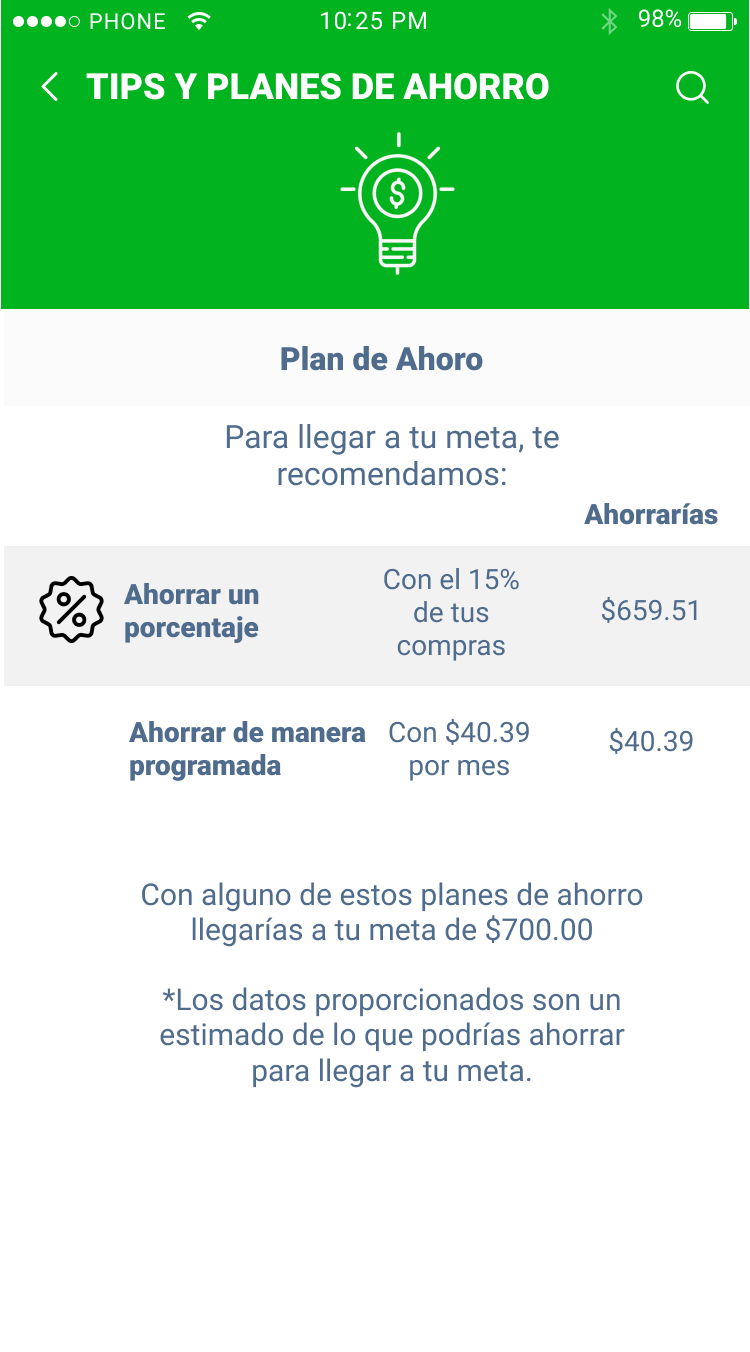 PHONE 10:25 PM 98%
TIPS Y PLANES DE AHORRO
$
Plan de Ahoro
Para llegar a tu meta, te
recomendamos:
Ahorrarías
Ahorrar un
porcentaje
Con el 15%
de tus
compras
$659.51
Ahorrar de manera
programada
Con $40.39
por mes
$40.39
Con alguno de estos planes de ahorro
llegarías a tu meta de $700.00
*Los datos proporcionados son un
estimado de lo que podrías ahorrar
para llegar a tu meta.